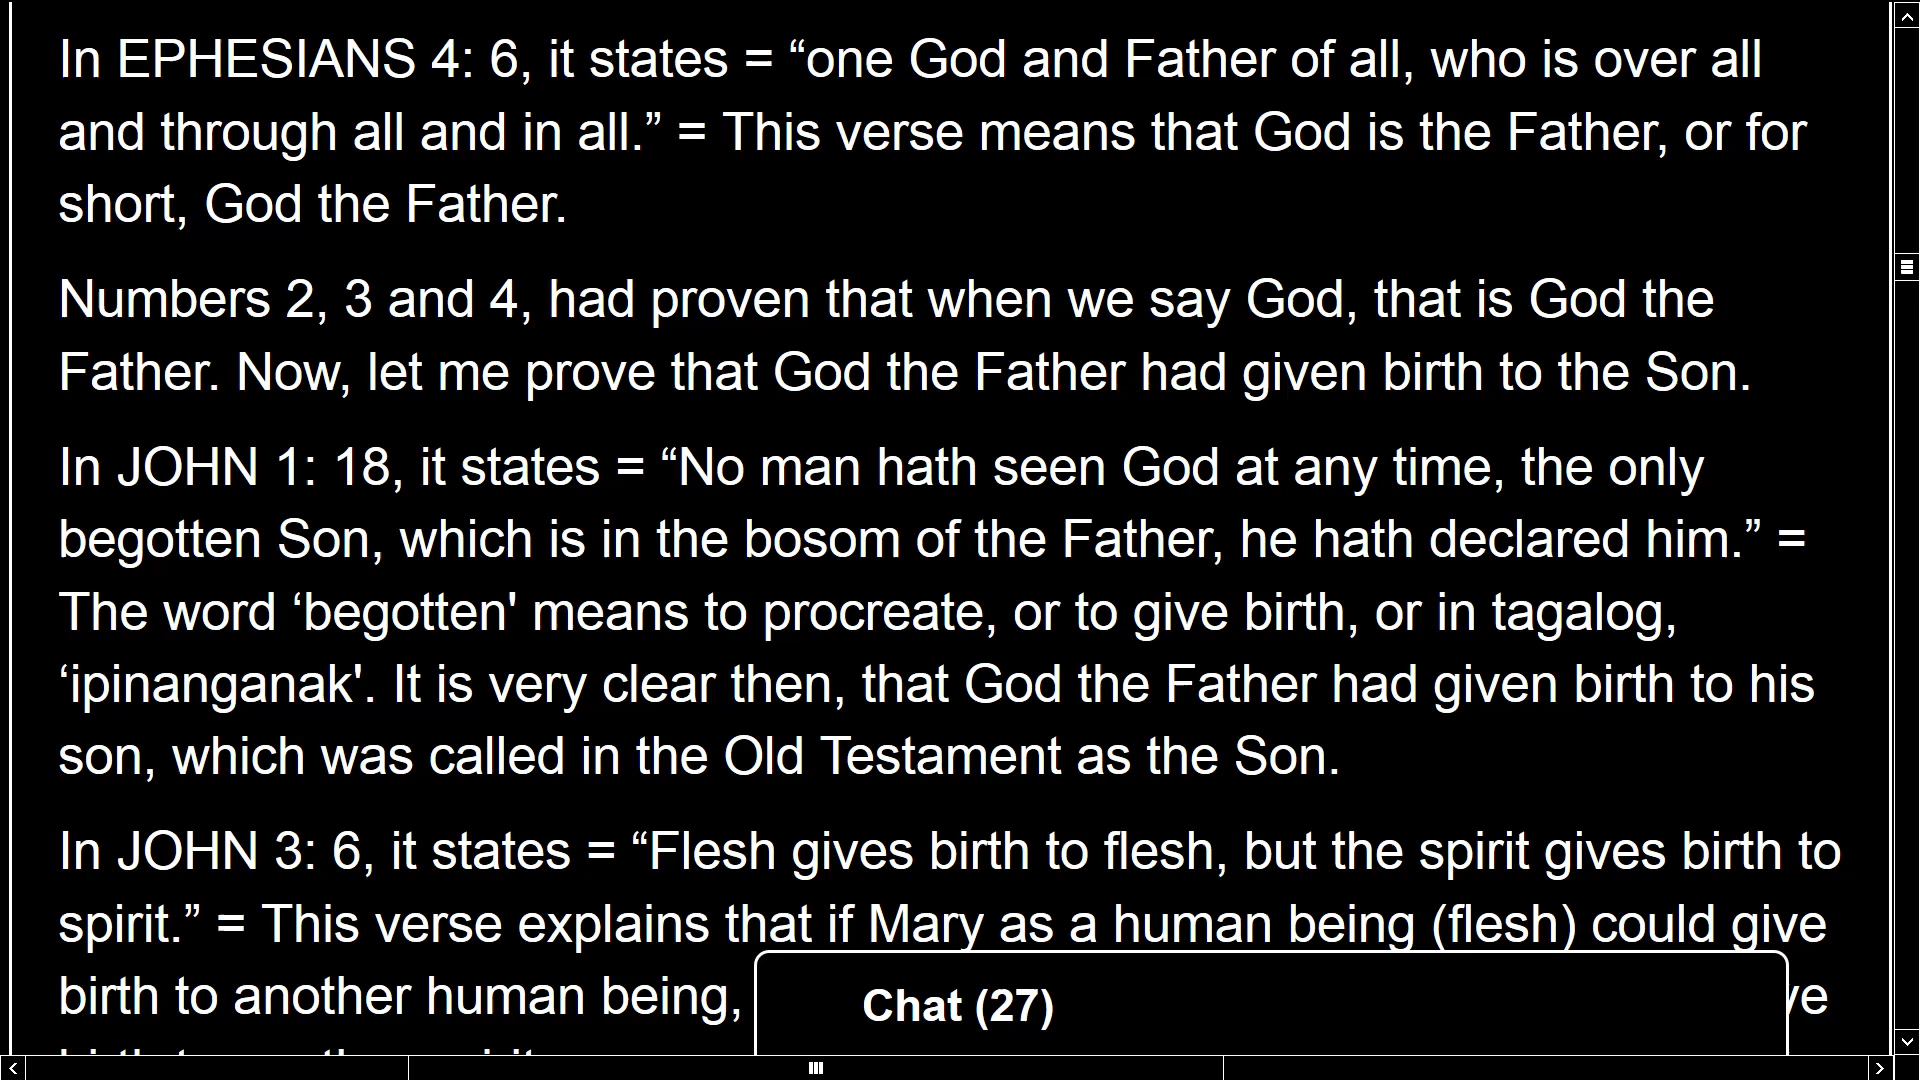 In EPHESIANS 4: 6, it states = “one God and Father of all, who is over all
and through all and in all.” = This verse means that God is the Father, or for
short, God the Father.
Numbers 2, 3 and 4, had proven that when we say God, that is God the
Father. Now, let me prove that God the Father had given birth to the Son.
In JOHN 1: 18, it states = “No man hath seen God at any time, the only
begotten Son, which is in the bosom of the Father, he hath declared him.” =
The word ‘begotten' means to procreate, or to give birth, or in tagalog,
‘ipinanganak'. It is very clear then, that God the Father had given birth to his
son, which was called in the Old Testament as the Son.
In JOHN 3: 6, it states = “Flesh gives birth to flesh, but the spirit gives birth to
spirit.” = This verse explains that if Mary as a human being (flesh) could give
birth to another human being,
Chat (27)